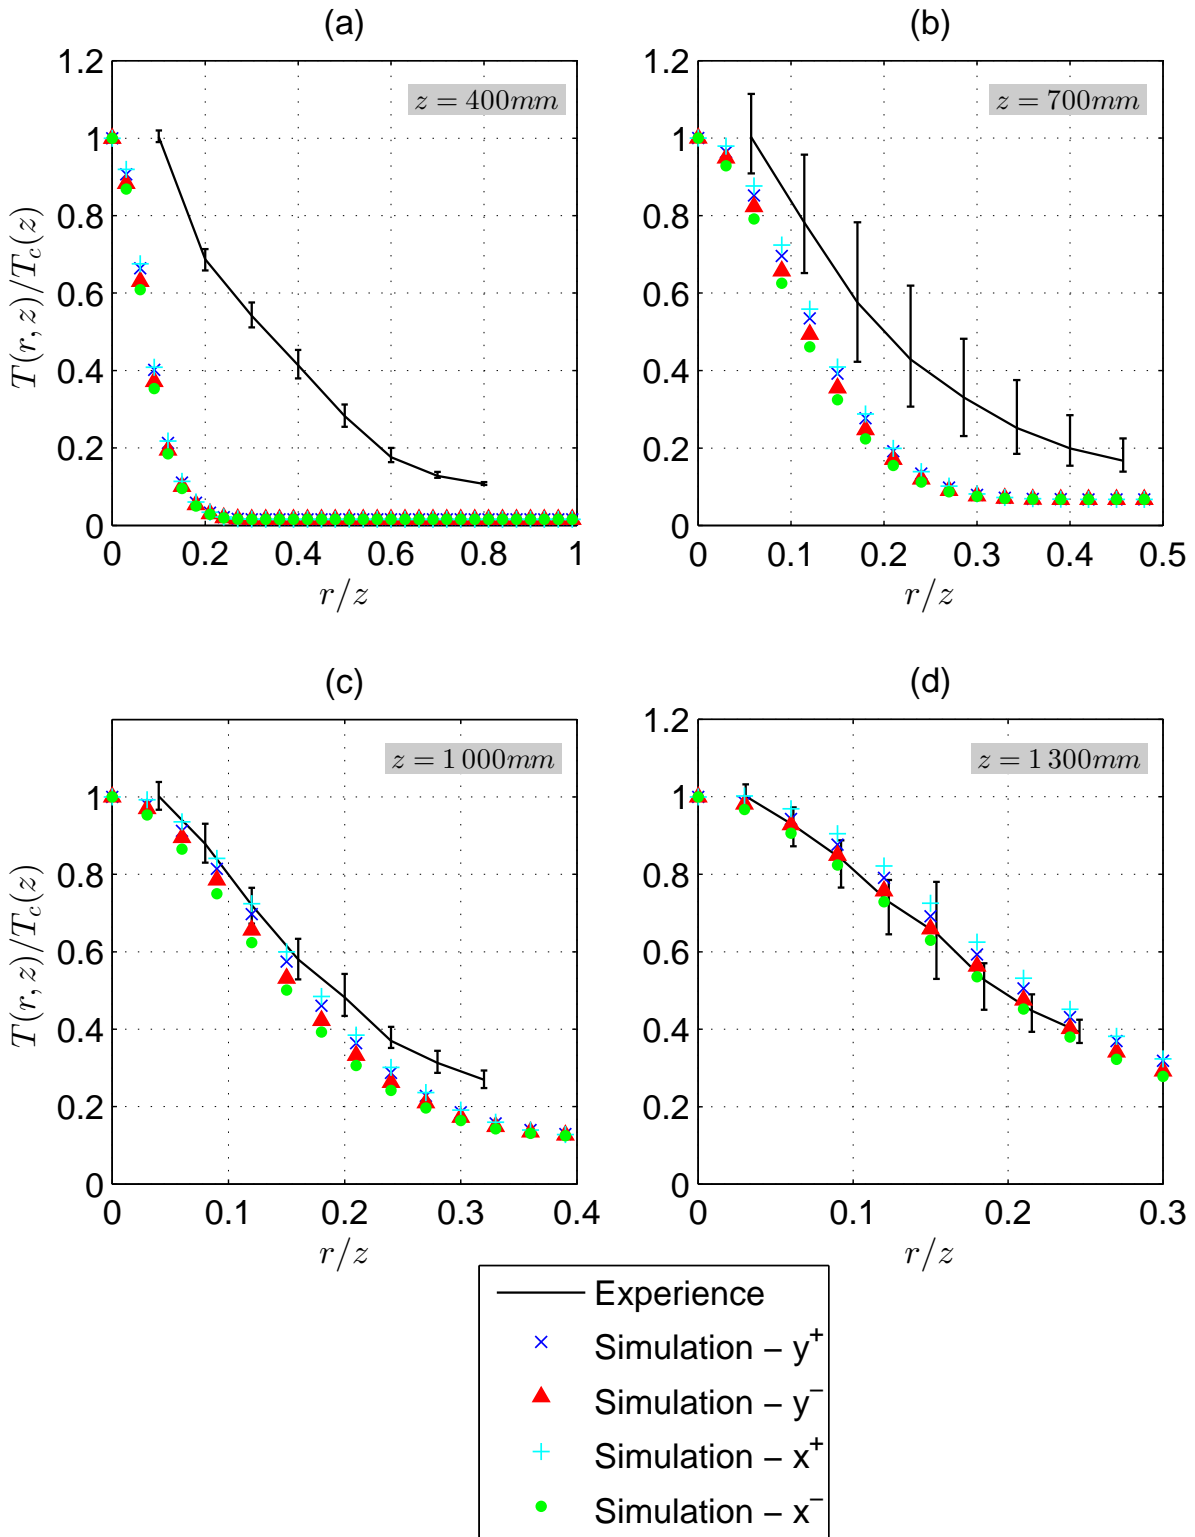 (a)
1.2
1
0.8
0.6
0.4
0.2
0
T(r, z)/T_c(z)
z = 400mm
0 0.2 0.4 0.6 0.8 1
r/z
(b)
1.2
1
0.8
0.6
0.4
0.2
0
z = 700mm
0 0.1 0.2 0.3 0.4 0.5
r/z
(c)
1
0.8
0.6
0.4
0.2
0
T(r, z)/T_c(z)
z = 1 000mm
0 0.1 0.2 0.3 0.4
r/z
(d)
1.2
1
0.8
0.6
0.4
0.2
0
z = 1 300mm
0 0.1 0.2 0.3
r/z
Experience
Simulation – y⁺
Simulation – y⁻
Simulation – x⁺
Simulation – x⁻